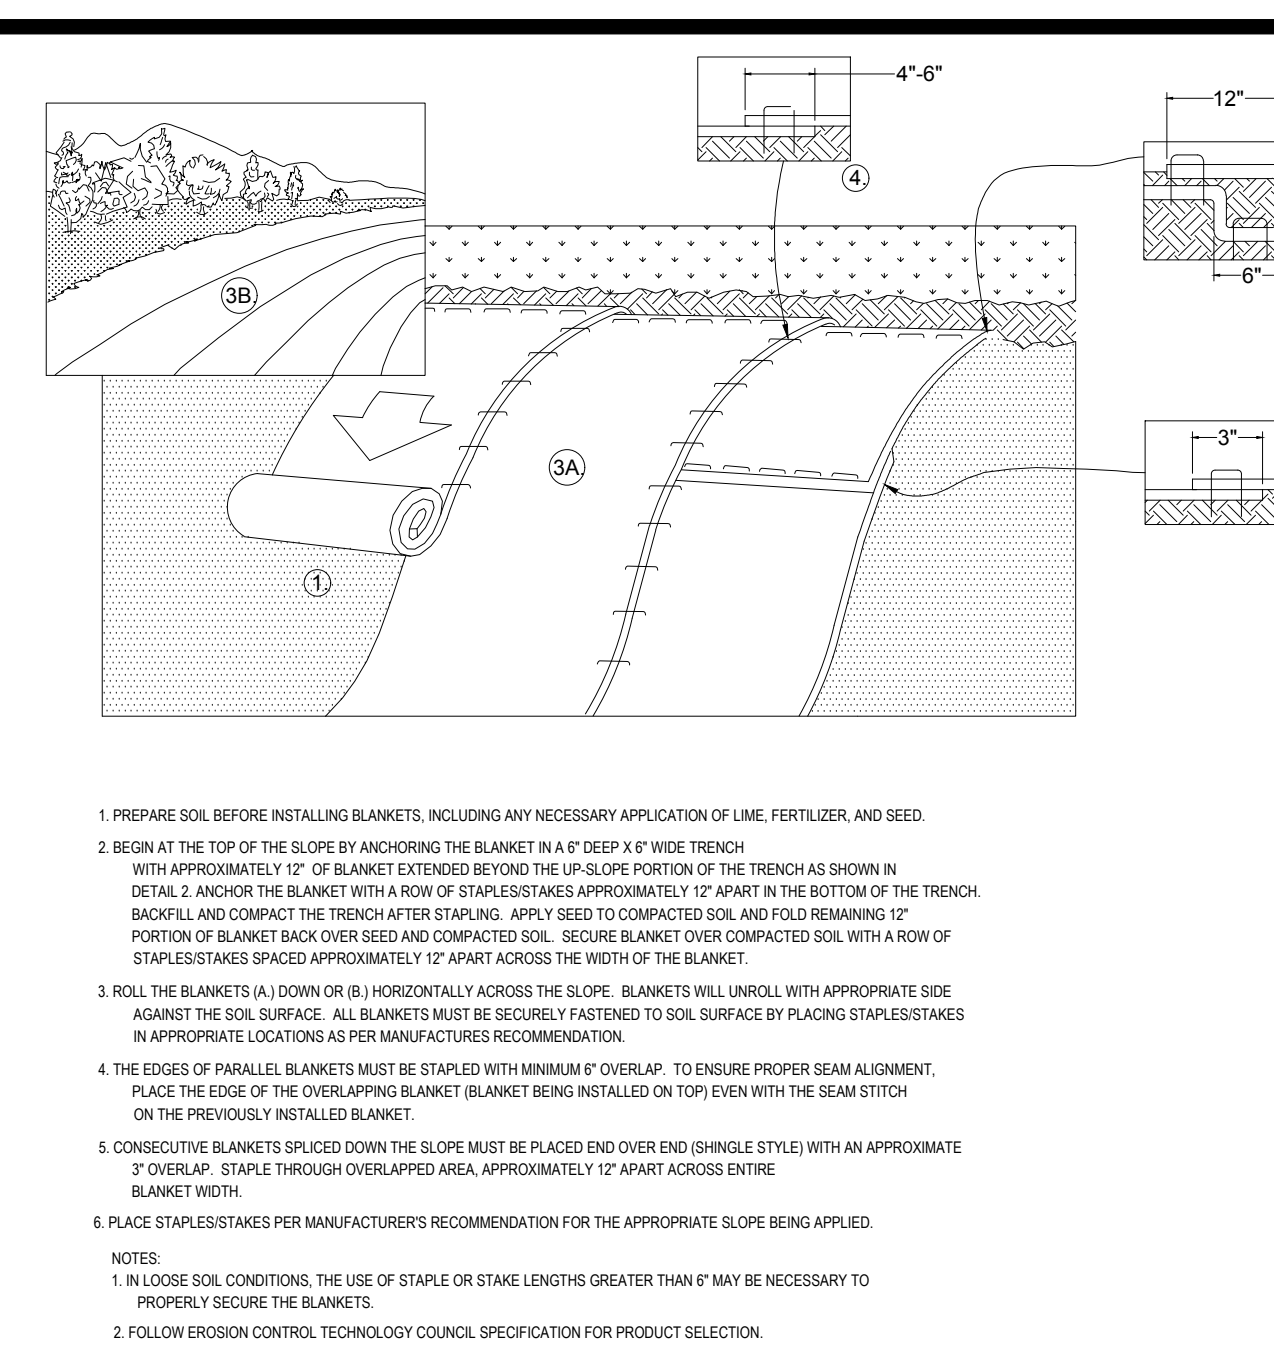 4"-6"
12"
4.
6"
3B.
3"
3A.
1.
1. PREPARE SOIL BEFORE INSTALLING BLANKETS, INCLUDING ANY NECESSARY APPLICATION OF LIME, FERTILIZER, AND SEED.
2. BEGIN AT THE TOP OF THE SLOPE BY ANCHORING THE BLANKET IN A 6" DEEP X 6" WIDE TRENCH
WITH APPROXIMATELY 12" OF BLANKET EXTENDED BEYOND THE UP-SLOPE PORTION OF THE TRENCH AS SHOWN IN
DETAIL 2. ANCHOR THE BLANKET WITH A ROW OF STAPLES/STAKES APPROXIMATELY 12" APART IN THE BOTTOM OF THE TRENCH.
BACKFILL AND COMPACT THE TRENCH AFTER STAPLING. APPLY SEED TO COMPACTED SOIL AND FOLD REMAINING 12"
PORTION OF BLANKET BACK OVER SEED AND COMPACTED SOIL. SECURE BLANKET OVER COMPACTED SOIL WITH A ROW OF
STAPLES/STAKES SPACED APPROXIMATELY 12" APART ACROSS THE WIDTH OF THE BLANKET.
3. ROLL THE BLANKETS (A.) DOWN OR (B.) HORIZONTALLY ACROSS THE SLOPE. BLANKETS WILL UNROLL WITH APPROPRIATE SIDE
AGAINST THE SOIL SURFACE. ALL BLANKETS MUST BE SECURELY FASTENED TO SOIL SURFACE BY PLACING STAPLES/STAKES
IN APPROPRIATE LOCATIONS AS PER MANUFACTURES RECOMMENDATION.
4. THE EDGES OF PARALLEL BLANKETS MUST BE STAPLED WITH MINIMUM 6" OVERLAP. TO ENSURE PROPER SEAM ALIGNMENT,
PLACE THE EDGE OF THE OVERLAPPING BLANKET (BLANKET BEING INSTALLED ON TOP) EVEN WITH THE SEAM STITCH
ON THE PREVIOUSLY INSTALLED BLANKET.
5. CONSECUTIVE BLANKETS SPLICED DOWN THE SLOPE MUST BE PLACED END OVER END (SHINGLE STYLE) WITH AN APPROXIMATE
3" OVERLAP. STAPLE THROUGH OVERLAPPED AREA, APPROXIMATELY 12" APART ACROSS ENTIRE
BLANKET WIDTH.
6. PLACE STAPLES/STAKES PER MANUFACTURER'S RECOMMENDATION FOR THE APPROPRIATE SLOPE BEING APPLIED.
NOTES:
1. IN LOOSE SOIL CONDITIONS, THE USE OF STAPLE OR STAKE LENGTHS GREATER THAN 6" MAY BE NECESSARY TO
PROPERLY SECURE THE BLANKETS.
2. FOLLOW EROSION CONTROL TECHNOLOGY COUNCIL SPECIFICATION FOR PRODUCT SELECTION.